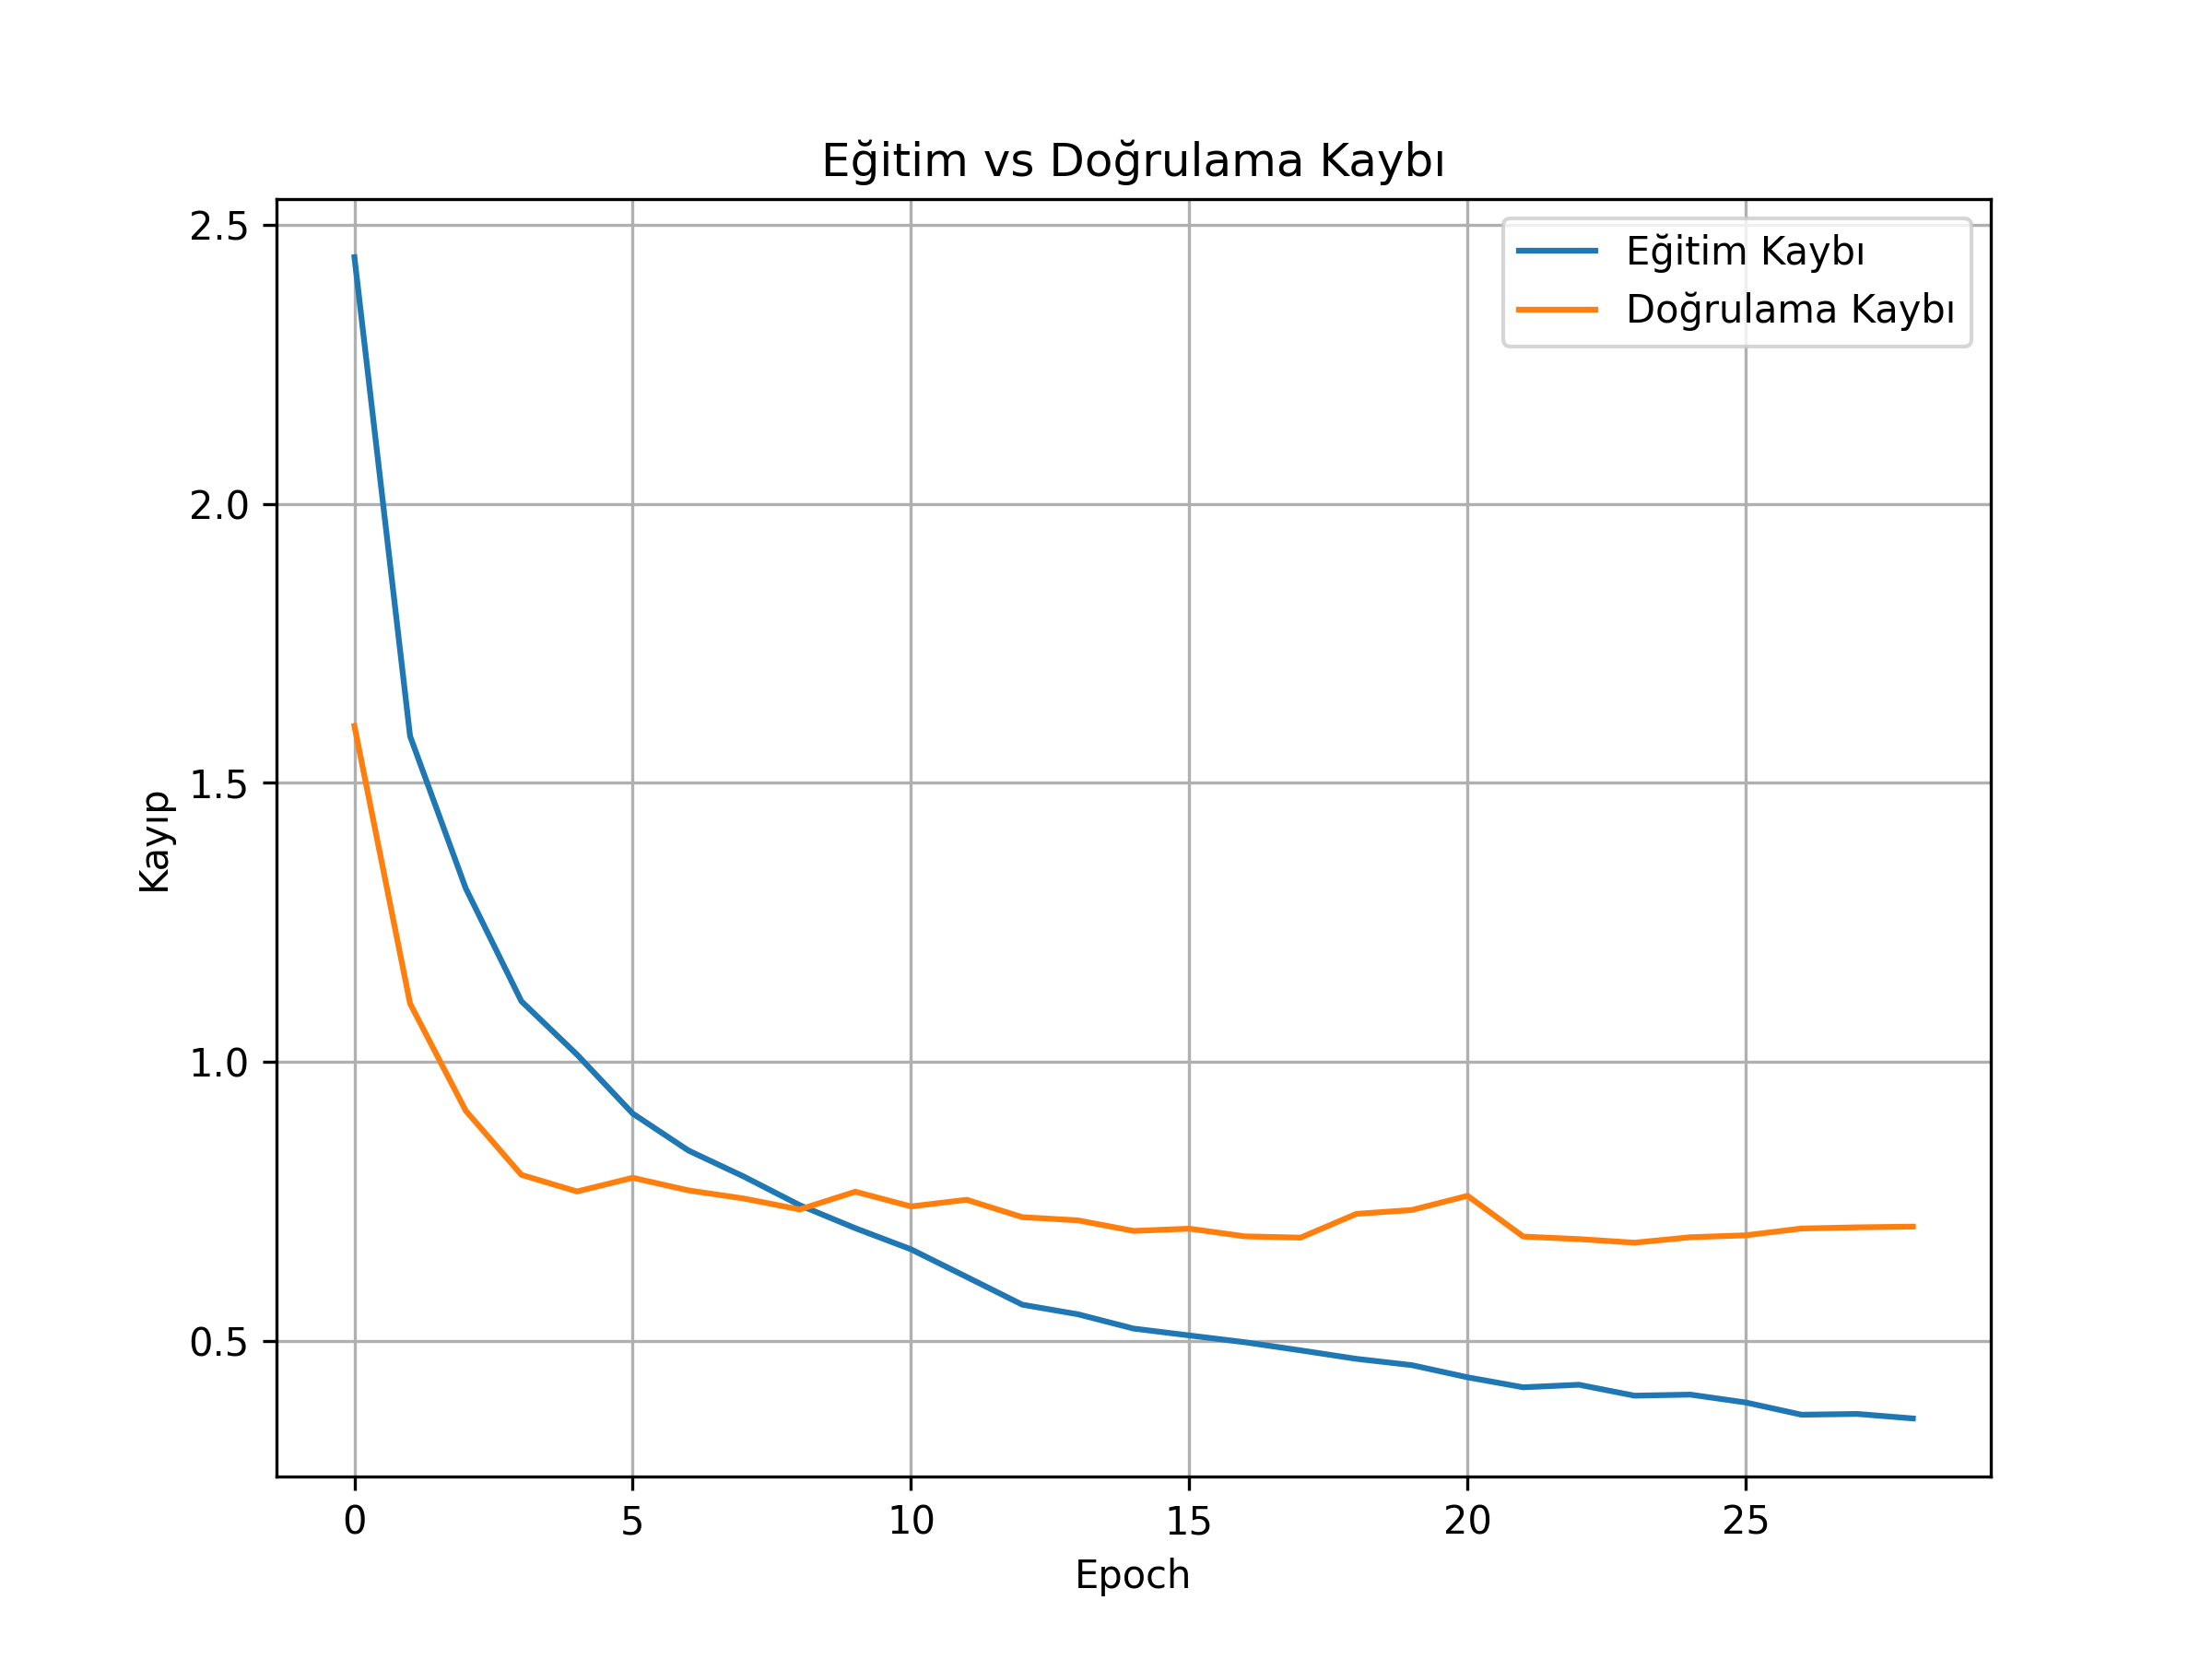 Eğitim vs Doğrulama Kaybı
Eğitim Kaybı
Doğrulama Kaybı
Kayıp
2.5
2.0
1.5
1.0
0.5
0 5 10 15 20 25
Epoch